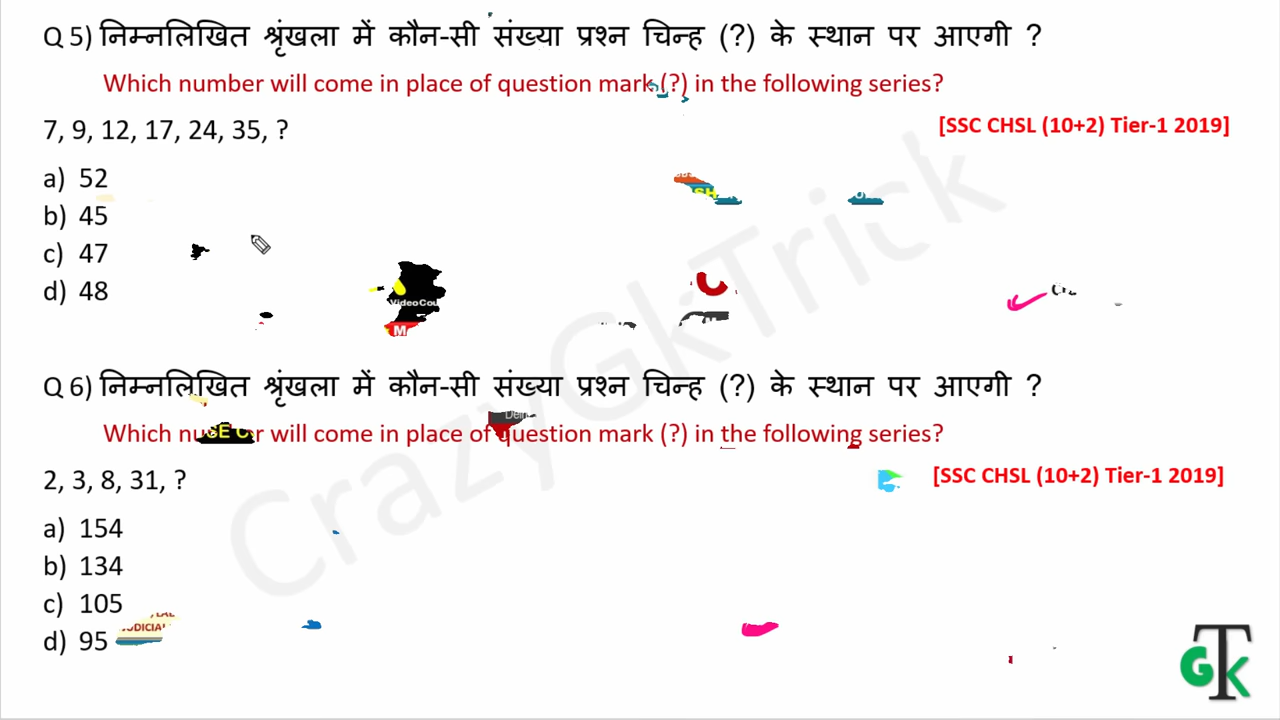 Q 5) निम्नलिखित श्रृंखला में कौन-सी संख्या प्रश्न चिन्ह (?) के स्थान पर आएगी ?
Which number will come in place of question mark (?) in the following series?
7, 9, 12, 17, 24, 35, ?
[SSC CHSL (10+2) Tier-1 2019]
a) 52
b) 45
c) 47
d) 48
VideoCou
M
Q 6) निम्नलिखित श्रृंखला में कौन-सी संख्या प्रश्न चिन्ह (?) के स्थान पर आएगी ?
Which will come in place of question mark (?) in the following series?
2, 3, 8, 31, ?
[SSC CHSL (10+2) Tier-1 2019]
a) 154
b) 134
c) 105
d) 95
CrazyGkTrick
GTK